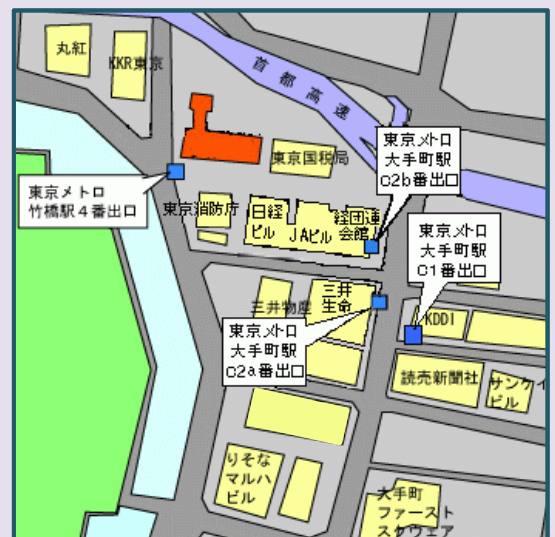 丸紅
KKR東京
首都高速
東京メトロ
大手町駅
C2b番出口
東京国税局
東京メトロ
竹橋駅4番出口
東京消防庁
日経
ビル
JAビル
経団連
会館
東京メトロ
大手町駅
C1番出口
三井物産
三井
生命
KDDI
東京メトロ
大手町駅
C2a番出口
読売新聞社
サンケイ
ビル
りそな
マルハ
ビル
大手町
ファースト
スクウェア